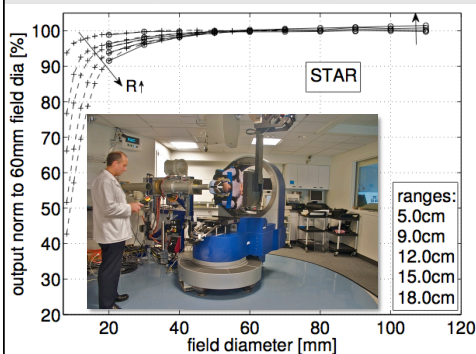 output norm to 60mm field dia [%]
100
90
80
70
60
50
40
30
20
R↑
STAR
ranges:
5.0cm
9.0cm
12.0cm
15.0cm
18.0cm
20
40
60
80
100
120
field diameter [mm]